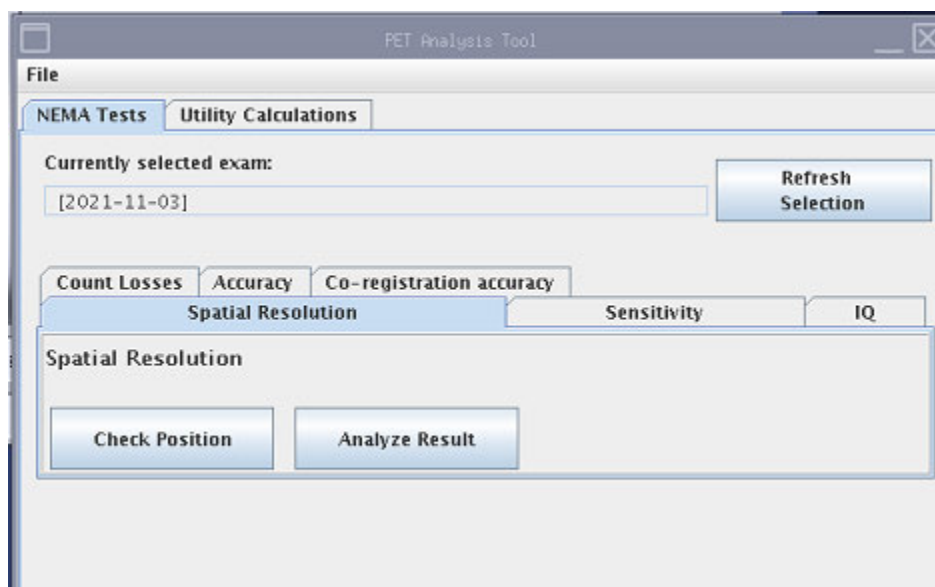 PET Analysis Tool
File
NEMA Tests Utility Calculations
Currently selected exam:
[2021-11-03]
Refresh
Selection
Count Losses Accuracy Co-registration accuracy
Spatial Resolution Sensitivity IQ
Spatial Resolution
Check Position Analyze Result